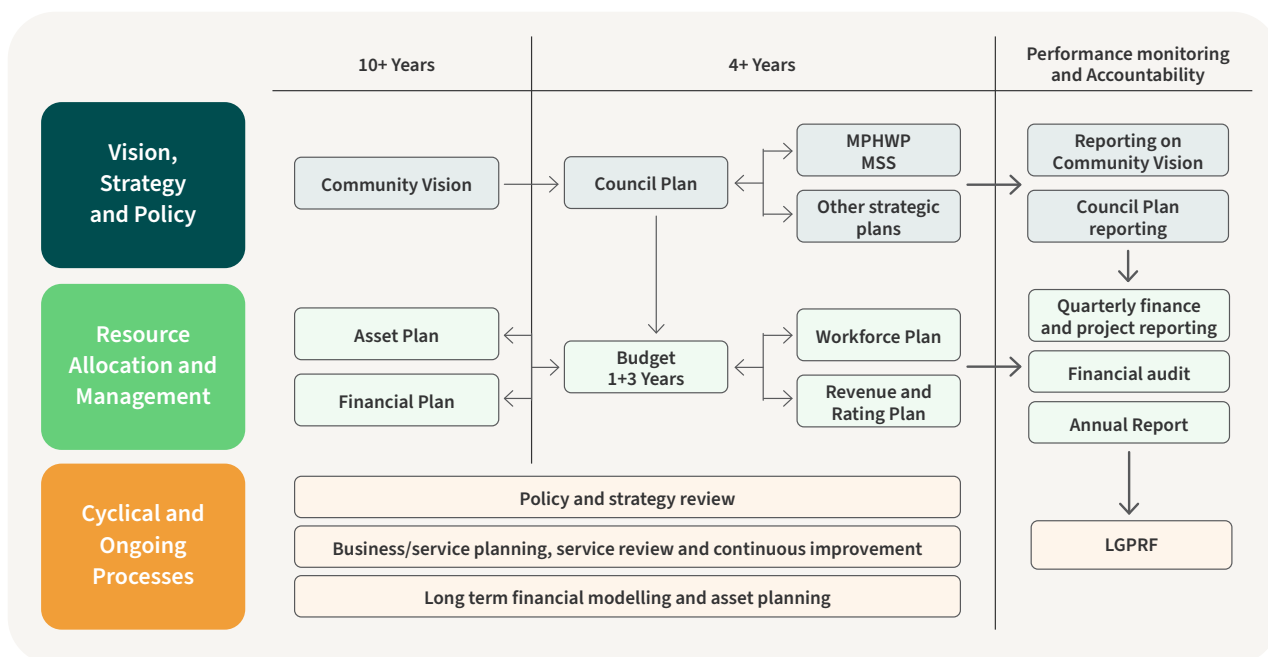 10+ Years
4+ Years
Performance monitoring
and Accountability
Vision,
Strategy
and Policy
Community Vision
Council Plan
MPHWP
MSS
Other strategic
plans
Reporting on
Community Vision
Council Plan
reporting
Resource
Allocation and
Management
Asset Plan
Financial Plan
Budget
1+3 Years
Workforce Plan
Revenue and
Rating Plan
Quarterly finance
and project reporting
Financial audit
Annual Report
Cyclical and
Ongoing
Processes
Policy and strategy review
Business/service planning, service review and continuous improvement
Long term financial modelling and asset planning
LGPRF